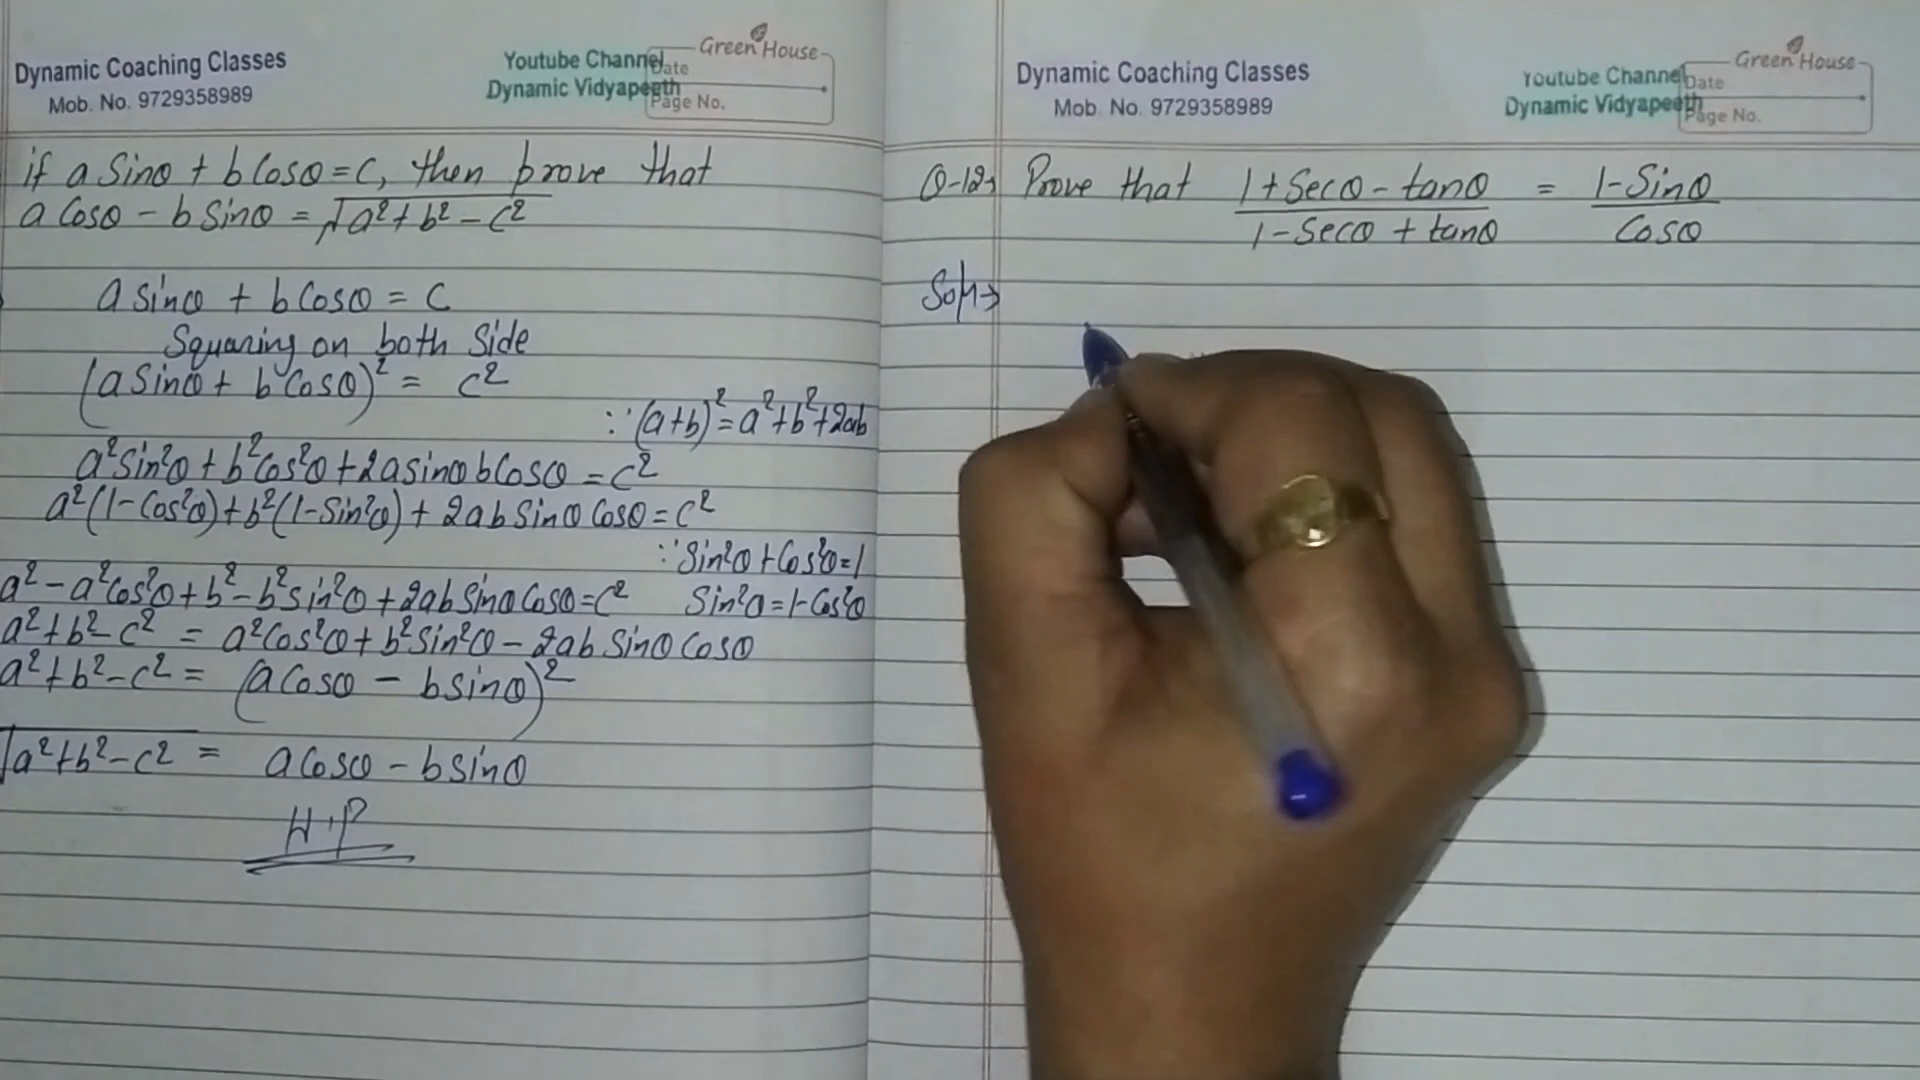 Dynamic Coaching Classes
Mob. No. 9729358989
Youtube Channel
Dynamic Vidyapeeth
Green House
Date
Page No.
if a Sinθ + b Cosθ = C, then prove that
a Cosθ - b Sinθ = √a² + b² - c²
a sinθ + b Cosθ = C
Squaring on both Side
(a Sinθ + b Cosθ)² = c²
∵ (a+b)² = a² + b² + 2ab
a²Sin²θ + b²Cos²θ + 2a sinθ b Cosθ = c²
a²(1 - Cos²θ) + b²(1 - Sin²θ) + 2ab Sinθ Cosθ = c²
∵ Sin²θ + Cos²θ = 1
a² - a²Cos²θ + b² - b²Sin²θ + 2ab Sinθ Cosθ = c²
Sin²θ = 1 - Cos²θ
a² + b² - c² = a²Cos²θ + b²Sin²θ - 2ab Sinθ Cosθ
a² + b² - c² = (a Cosθ - b sinθ)²
√a² + b² - c² = a Cosθ - b sinθ
H.P
Dynamic Coaching Classes
Mob. No. 9729358989
Youtube Channel
Dynamic Vidyapeeth
Green House
Date
Page No.
Q-12→ Prove that (1 + Secθ - tanθ)/(1 - Secθ + tanθ) = (1 - Sinθ)/(Cosθ)
Soln→